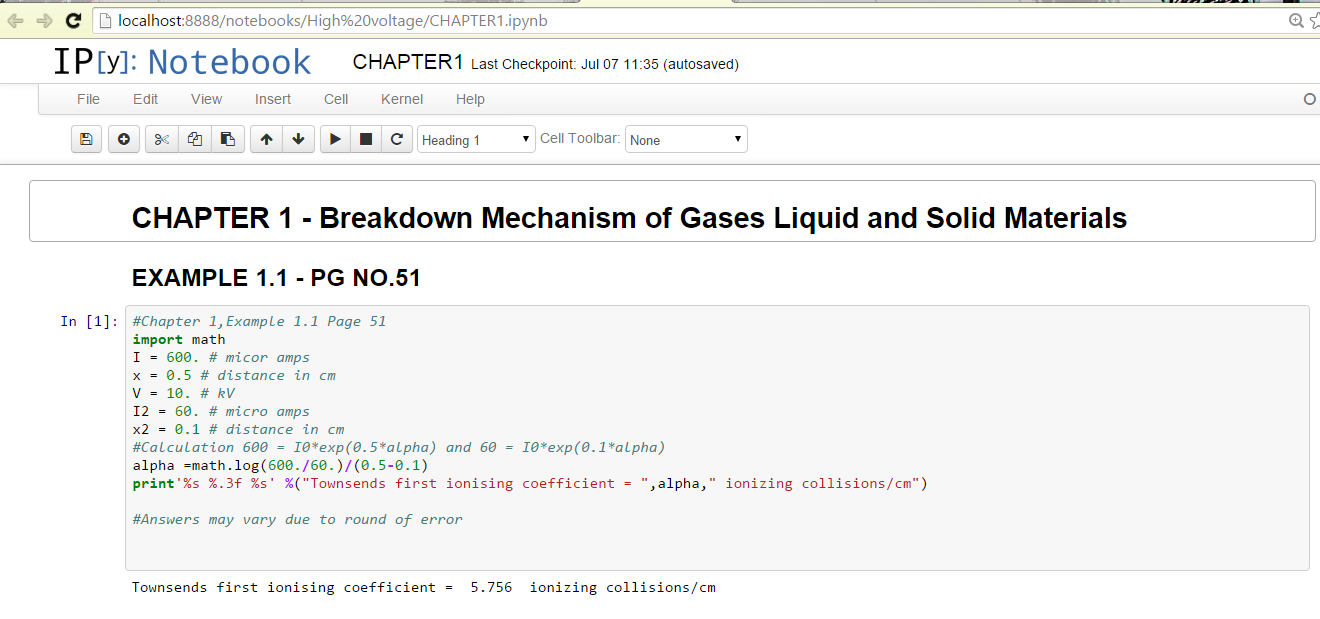 localhost:8888/notebooks/High%20voltage/CHAPTER1.ipynb
IP[y]: Notebook CHAPTER1 Last Checkpoint: Jul 07 11:35 (autosaved)
File Edit View Insert Cell Kernel Help
Heading 1 Cell Toolbar: None
CHAPTER 1 - Breakdown Mechanism of Gases Liquid and Solid Materials
EXAMPLE 1.1 - PG NO.51
In [1]: #Chapter 1,Example 1.1 Page 51
import math
I = 600. # micor amps
x = 0.5 # distance in cm
V = 10. # kV
I2 = 60. # micro amps
x2 = 0.1 # distance in cm
#Calculation 600 = I0*exp(0.5*alpha) and 60 = I0*exp(0.1*alpha)
alpha =math.log(600./60.)/(0.5-0.1)
print'%s %.3f %s' %("Townsends first ionising coefficient = ",alpha," ionizing collisions/cm")
#Answers may vary due to round of error
Townsends first ionising coefficient =  5.756  ionizing collisions/cm